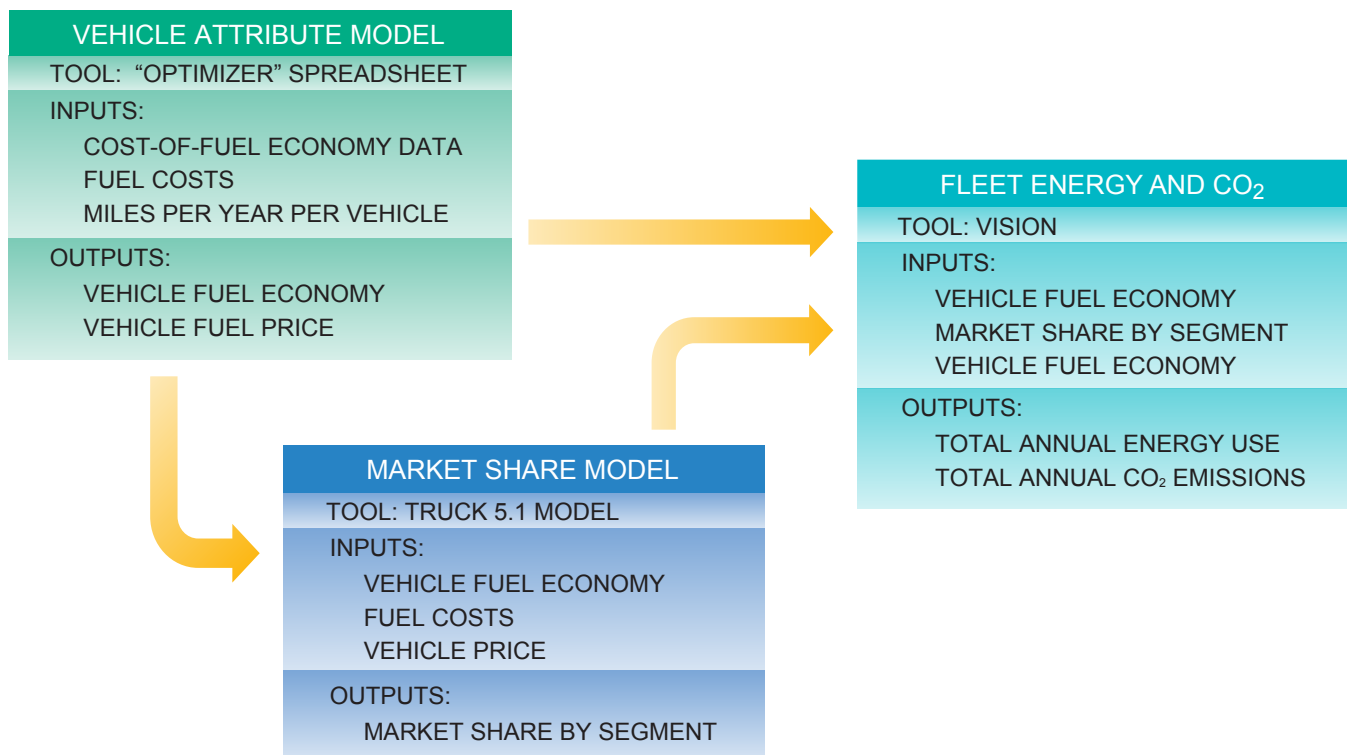 VEHICLE ATTRIBUTE MODEL
TOOL: “OPTIMIZER” SPREADSHEET
INPUTS:
COST-OF-FUEL ECONOMY DATA
FUEL COSTS
MILES PER YEAR PER VEHICLE
OUTPUTS:
VEHICLE FUEL ECONOMY
VEHICLE FUEL PRICE
MARKET SHARE MODEL
TOOL: TRUCK 5.1 MODEL
INPUTS:
VEHICLE FUEL ECONOMY
FUEL COSTS
VEHICLE PRICE
OUTPUTS:
MARKET SHARE BY SEGMENT
FLEET ENERGY AND CO₂
TOOL: VISION
INPUTS:
VEHICLE FUEL ECONOMY
MARKET SHARE BY SEGMENT
VEHICLE FUEL ECONOMY
OUTPUTS:
TOTAL ANNUAL ENERGY USE
TOTAL ANNUAL CO₂ EMISSIONS